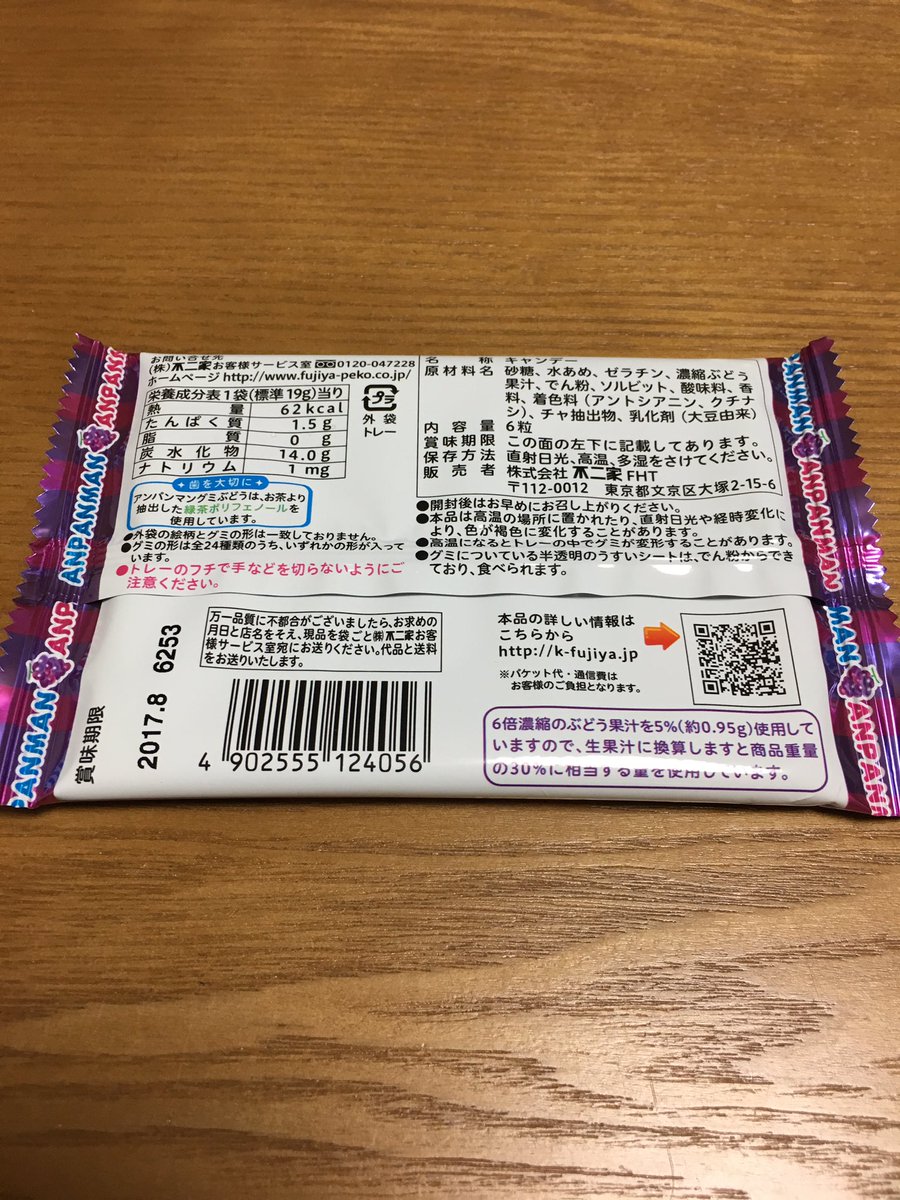 お問い合せ先
(株)不二家お客様サービス室 0120-047228
ホームページ http://www.fujiya-peko.co.jp/
栄養成分表1袋(標準19g)当り
熱量 62kcal
たんぱく質 1.5g
脂質 0g
炭水化物 14.0g
ナトリウム 1mg
プラ
外袋
トレー
歯を大切に
アンパンマングミぶどうは、お茶より
抽出した緑茶ポリフェノールを
使用しています。
●外袋の絵柄とグミの形は一致しておりません。
●グミの形は全24種類のうち、いずれかの形が入って
います。
●トレーのフチで手などを切らないようにご
注意ください。
名称 キャンデー
原材料名 砂糖、水あめ、ゼラチン、濃縮ぶどう
果汁、でん粉、ソルビット、酸味料、香
料、着色料(アントシアニン、クチナ
シ)、チャ抽出物、乳化剤(大豆由来)
内容量 6粒
賞味期限 この面の左下に記載してあります。
保存方法 直射日光、高温、多湿をさけてください。
販売者 株式会社 不二家 FHT
〒112-0012 東京都文京区大塚2-15-6
●開封後はお早めにお召し上がりください。
●本品は高温の場所に置かれたり、直射日光や経時変化に
より、色が褐色に変化することがあります。
●高温になるとトレーの中でグミが変形することがあります。
●グミについている半透明のうすいシートは、でん粉からで
きており、食べられます。
賞味期限
2017.8 6253
万一品質に不都合がございましたら、お求め
の月日と店名をそえ、現品を袋ごと(株)不二家お客
様サービス室宛にお送りください。代品と送料
をお送りいたします。
4 902555 124056
本品の詳しい情報は
こちらから
http://k-fujiya.jp
※パケット代・通信費は
お客様のご負担となります。
6倍濃縮のぶどう果汁を5%(約0.95g)使用して
いますので、生果汁に換算しますと商品重量
の30%に相当する量を使用しています。
ANPANMAN
ANPANMAN
ANPANMAN
ANPANMAN